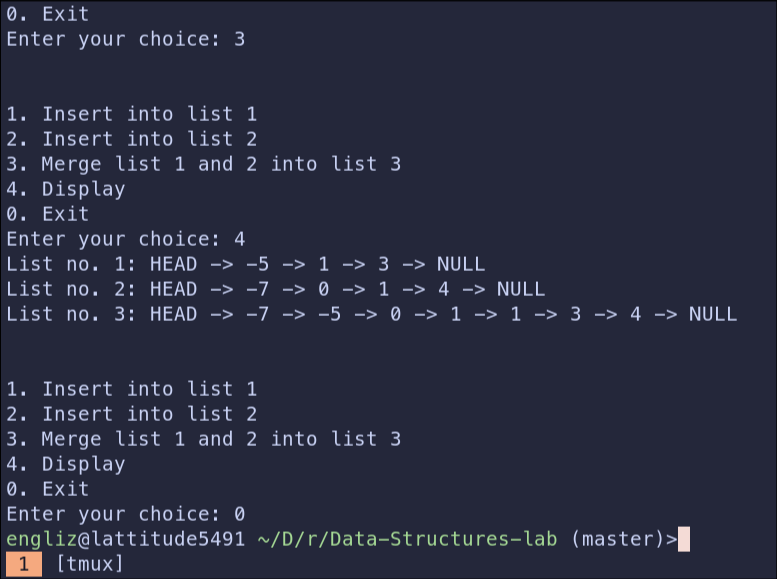 0. Exit
Enter your choice: 3
1. Insert into list 1
2. Insert into list 2
3. Merge list 1 and 2 into list 3
4. Display
0. Exit
Enter your choice: 4
List no. 1: HEAD -> -5 -> 1 -> 3 -> NULL
List no. 2: HEAD -> -7 -> 0 -> 1 -> 4 -> NULL
List no. 3: HEAD -> -7 -> -5 -> 0 -> 1 -> 1 -> 3 -> 4 -> NULL
1. Insert into list 1
2. Insert into list 2
3. Merge list 1 and 2 into list 3
4. Display
0. Exit
Enter your choice: 0
engliz@lattitude5491 ~/D/r/Data-Structures-lab (master)>
1 [tmux]